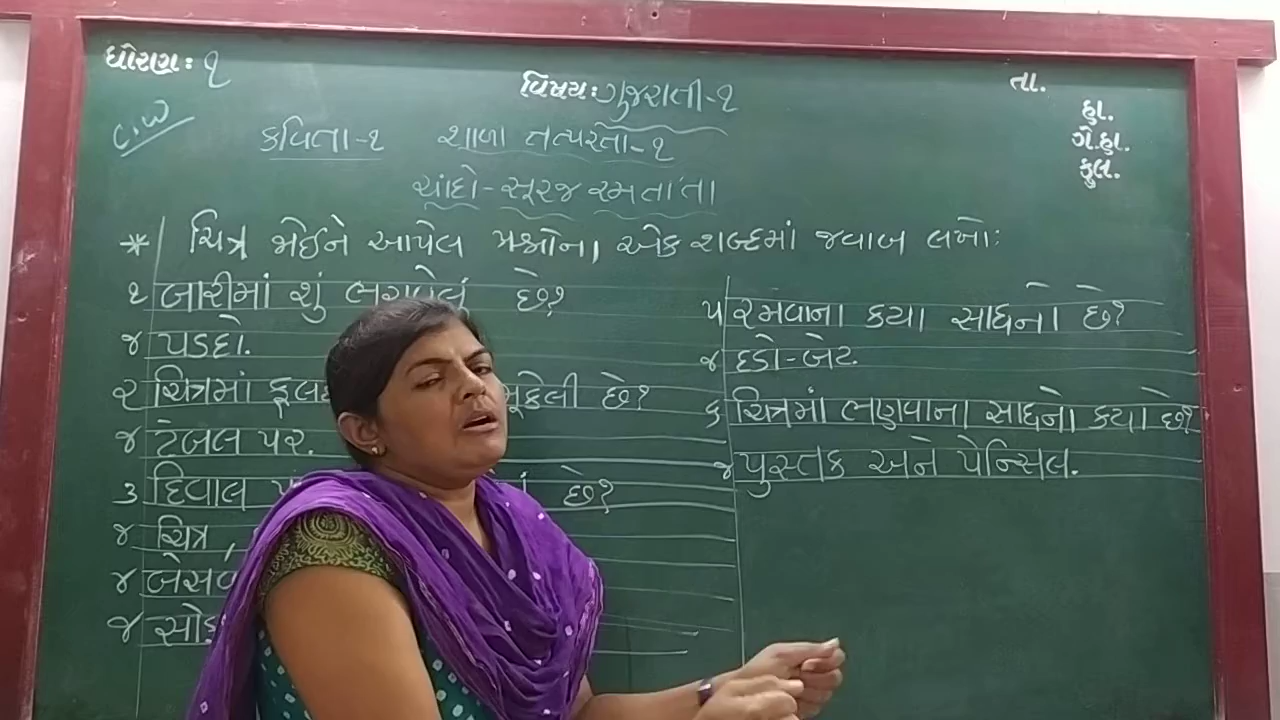 ધોરણ: ૧
વિષય: ગુજરાતી-૧
તા.
હા.
ગે.હા.
કુલ.
C.W
કવિતા-૧ શાળા તત્પરતા-૧
ચાંદો-સૂરજ રમતા'તા
* ચિત્ર જોઈને આપેલ પ્રશ્નોના એક શબ્દમાં જવાબ લખો:
૧ બારીમાં શું લગાવેલું છે?
જ પડદો.
૨ ચિત્રમાં મૂકેલી છે?
જ ટેબલ પર.
૩ દિવાલ છે?
જ ચિત્ર,
૪
જ
૫ રમવાના કયા સાધનો છે?
જ દડો-બેટ.
૬ ચિત્રમાં ભણવાના સાધનો કયા છે?
જ પુસ્તક અને પેન્સિલ.